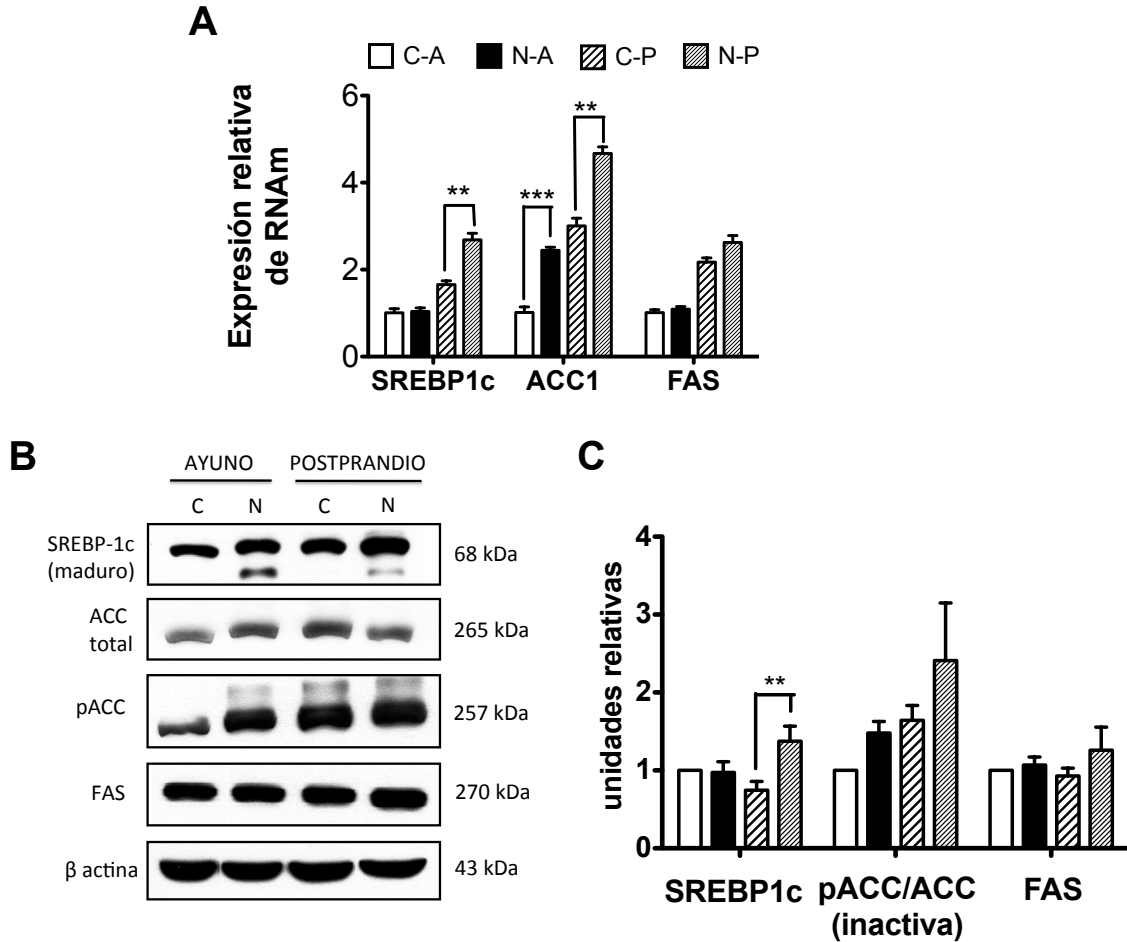 A
C-A N-A C-P N-P
Expresión relativa
de RNAm
6
4
2
0
** *** **
SREBP1c ACC1 FAS
B
AYUNO POSTPRANDIO
C N C N
SREBP-1c
(maduro)
68 kDa
ACC
total
265 kDa
pACC
257 kDa
FAS
270 kDa
β actina
43 kDa
C
unidades relativas
4
3
2
1
0
**
SREBP1c pACC/ACC FAS
(inactiva)